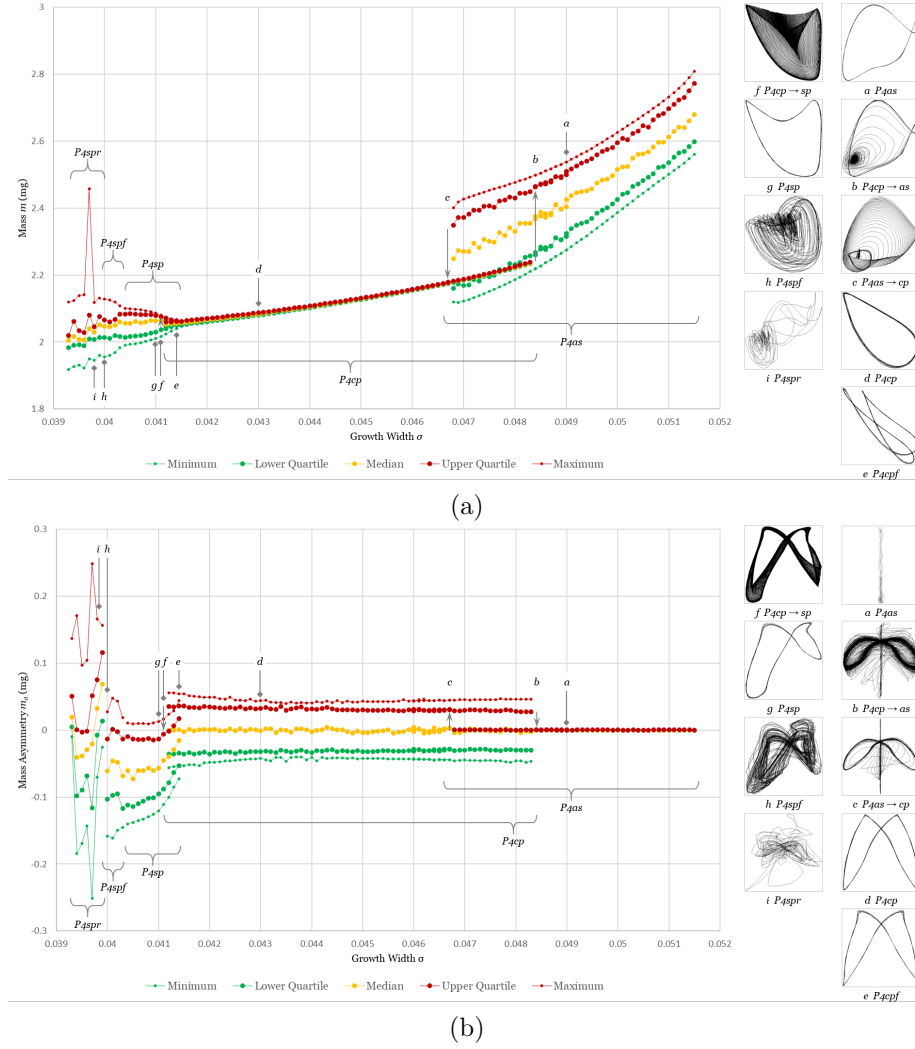 3
2.8
2.6
2.4
2.2
2
1.8
Mass m (mg)
0.039 0.04 0.041 0.042 0.043 0.044 0.045 0.046 0.047 0.048 0.049 0.05 0.051 0.052
Growth Width σ
P4spr
P4spf
P4sp
d
c
b
a
i h
g f
e
P4cp
P4as
Minimum Lower Quartile Median Upper Quartile Maximum
f P4cp → sp
a P4as
g P4sp
b P4cp → as
h P4spf
c P4as → cp
i P4spr
d P4cp
e P4cpf
(a)
0.3
0.2
0.1
0
-0.1
-0.2
-0.3
Mass Asymmetry mₐ (mg)
0.039 0.04 0.041 0.042 0.043 0.044 0.045 0.046 0.047 0.048 0.049 0.05 0.051 0.052
Growth Width σ
i h
g f e
d
c
b
a
P4spr
P4spf
P4sp
P4cp
P4as
Minimum Lower Quartile Median Upper Quartile Maximum
f P4cp → sp
a P4as
g P4sp
b P4cp → as
h P4spf
c P4as → cp
i P4spr
d P4cp
e P4cpf
(b)